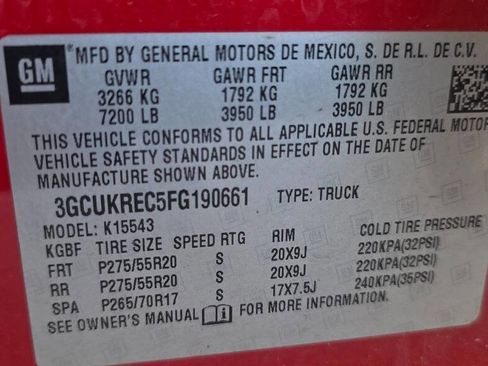 GM
MFD BY GENERAL MOTORS DE MEXICO, S. DE R.L. DE C.V.
GVWR GAWR FRT GAWR RR
3266 KG 1792 KG 1792 KG
7200 LB 3950 LB 3950 LB
THIS VEHICLE CONFORMS TO ALL APPLICABLE U.S. FEDERAL MOTOR
VEHICLE SAFETY STANDARDS IN EFFECT ON THE DATE OF
MANUFACTURE SHOWN ABOVE.
3GCUKREC5FG190661 TYPE: TRUCK
MODEL: K15543
KGBF TIRE SIZE SPEED RTG RIM COLD TIRE PRESSURE
FRT P275/55R20 S 20X9J 220KPA(32PSI)
RR P275/55R20 S 20X9J 220KPA(32PSI)
SPA P265/70R17 S 17X7.5J 240KPA(35PSI)
SEE OWNER'S MANUAL FOR MORE INFORMATION.